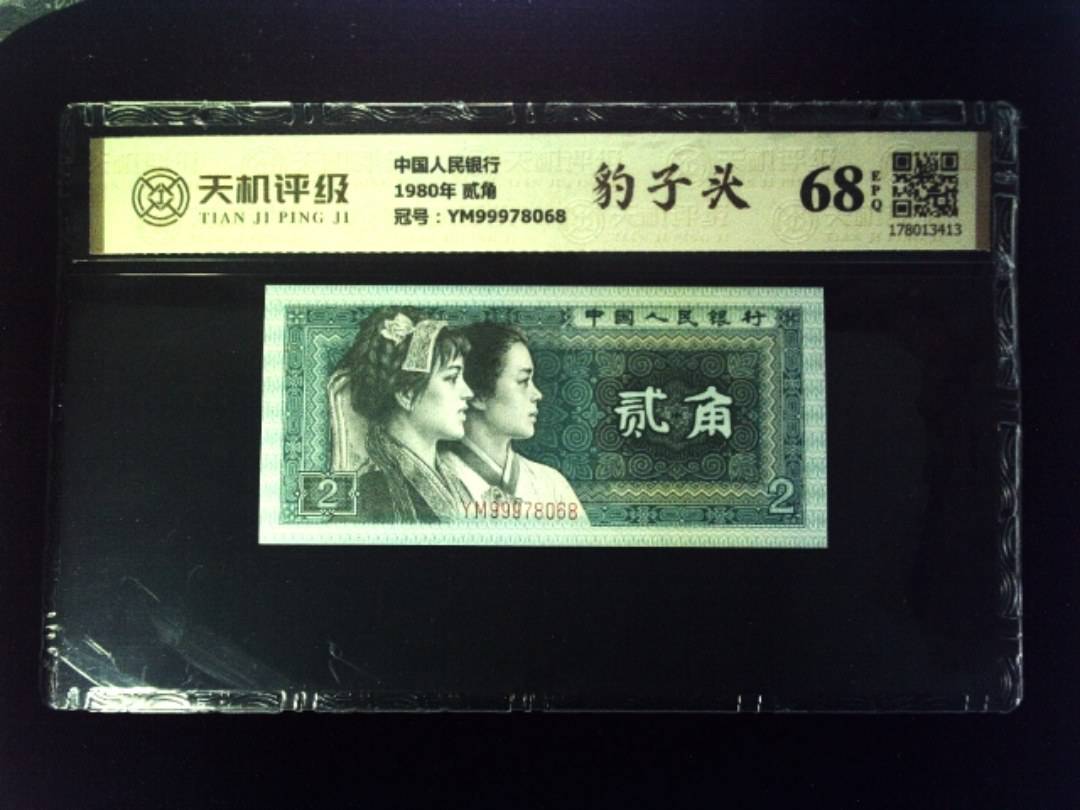 天机评级
TIAN JI PING JI
中国人民银行
1980年 贰角
冠号：YM99978068
豹子头
68
EPQ
178013413
中国人民银行
贰角
2
2
YM99978068